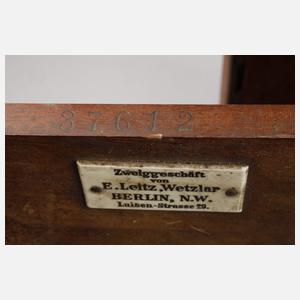 37612
Zweiggeschäft
von
E. Leitz, Wetzlar
BERLIN, N.W.
Luisen-Strasse 29.